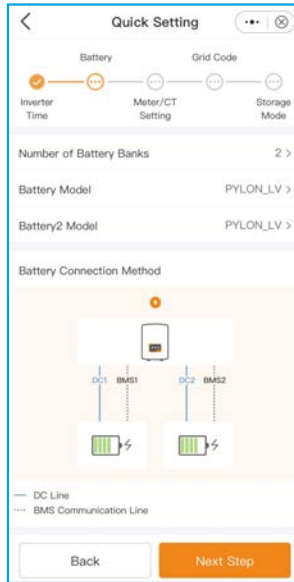 Quick Setting
Battery
Grid Code
Inverter
Time
Meter/CT
Setting
Storage
Mode
Number of Battery Banks
2 >
Battery Model
PYLON_LV >
Battery2 Model
PYLON_LV >
Battery Connection Method
DC1
BMS1
DC2
BMS2
DC Line
BMS Communication Line
Back
Next Step